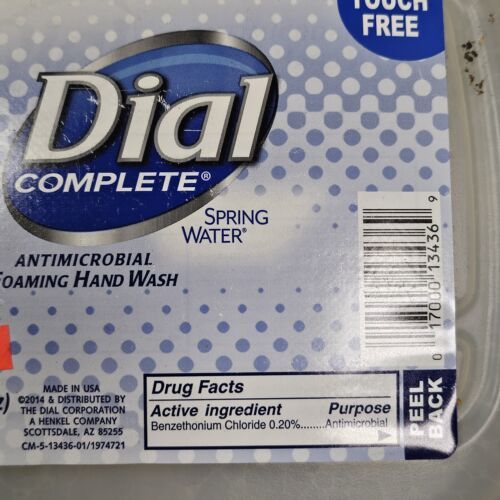 TOUCH
FREE
Dial
COMPLETE®
SPRING
WATER®
ANTIMICROBIAL
FOAMING HAND WASH
0 17000 13436 9
z)
MADE IN USA
©2014 & DISTRIBUTED BY
THE DIAL CORPORATION
A HENKEL COMPANY
SCOTTSDALE, AZ 85255
CM-5-13436-01/1974721
Drug Facts
Active ingredient Purpose
Benzethonium Chloride 0.20%........Antimicrobial
PEEL
BACK